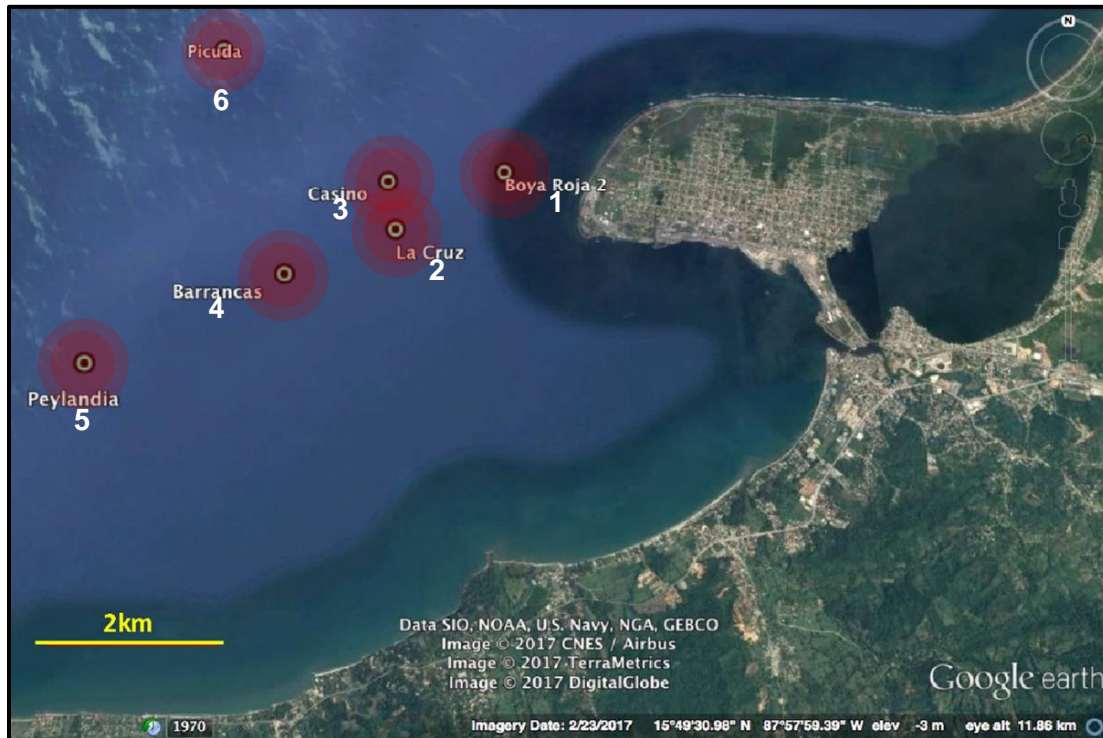 N
Picuda
6
Casino
3
Boya Roja 2
1
La Cruz
2
Barrancas
4
Peylandia
5
2km
Data SIO, NOAA, U.S. Navy, NGA, GEBCO
Image © 2017 CNES / Airbus
Image © 2017 TerraMetrics
Image © 2017 DigitalGlobe
Google earth
1970
Imagery Date: 2/23/2017 15°49'30.98" N 87°57'59.39" W elev -3 m eye alt 11.86 km